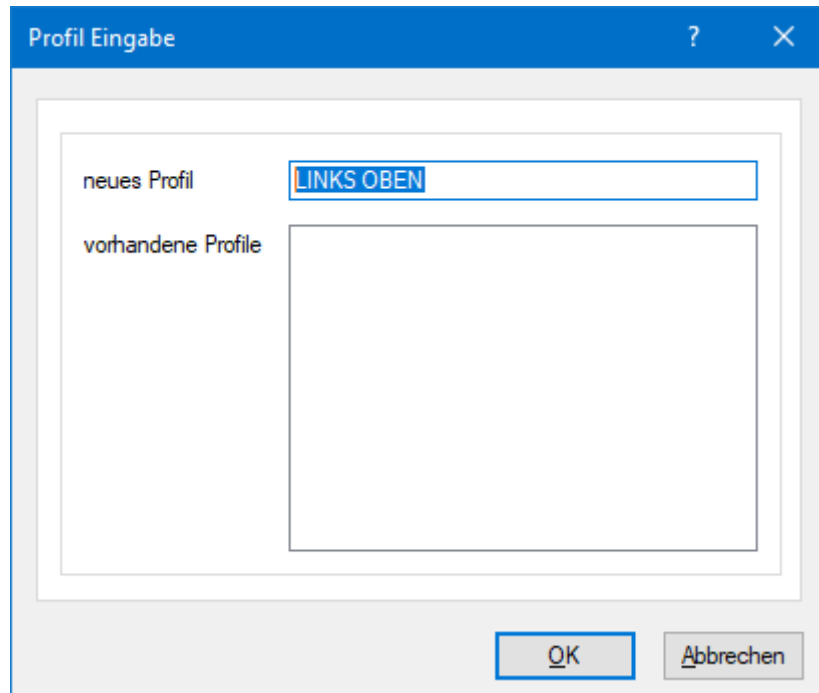 Profil Eingabe ?
neues Profil LINKS OBEN
vorhandene Profile
OK Abbrechen